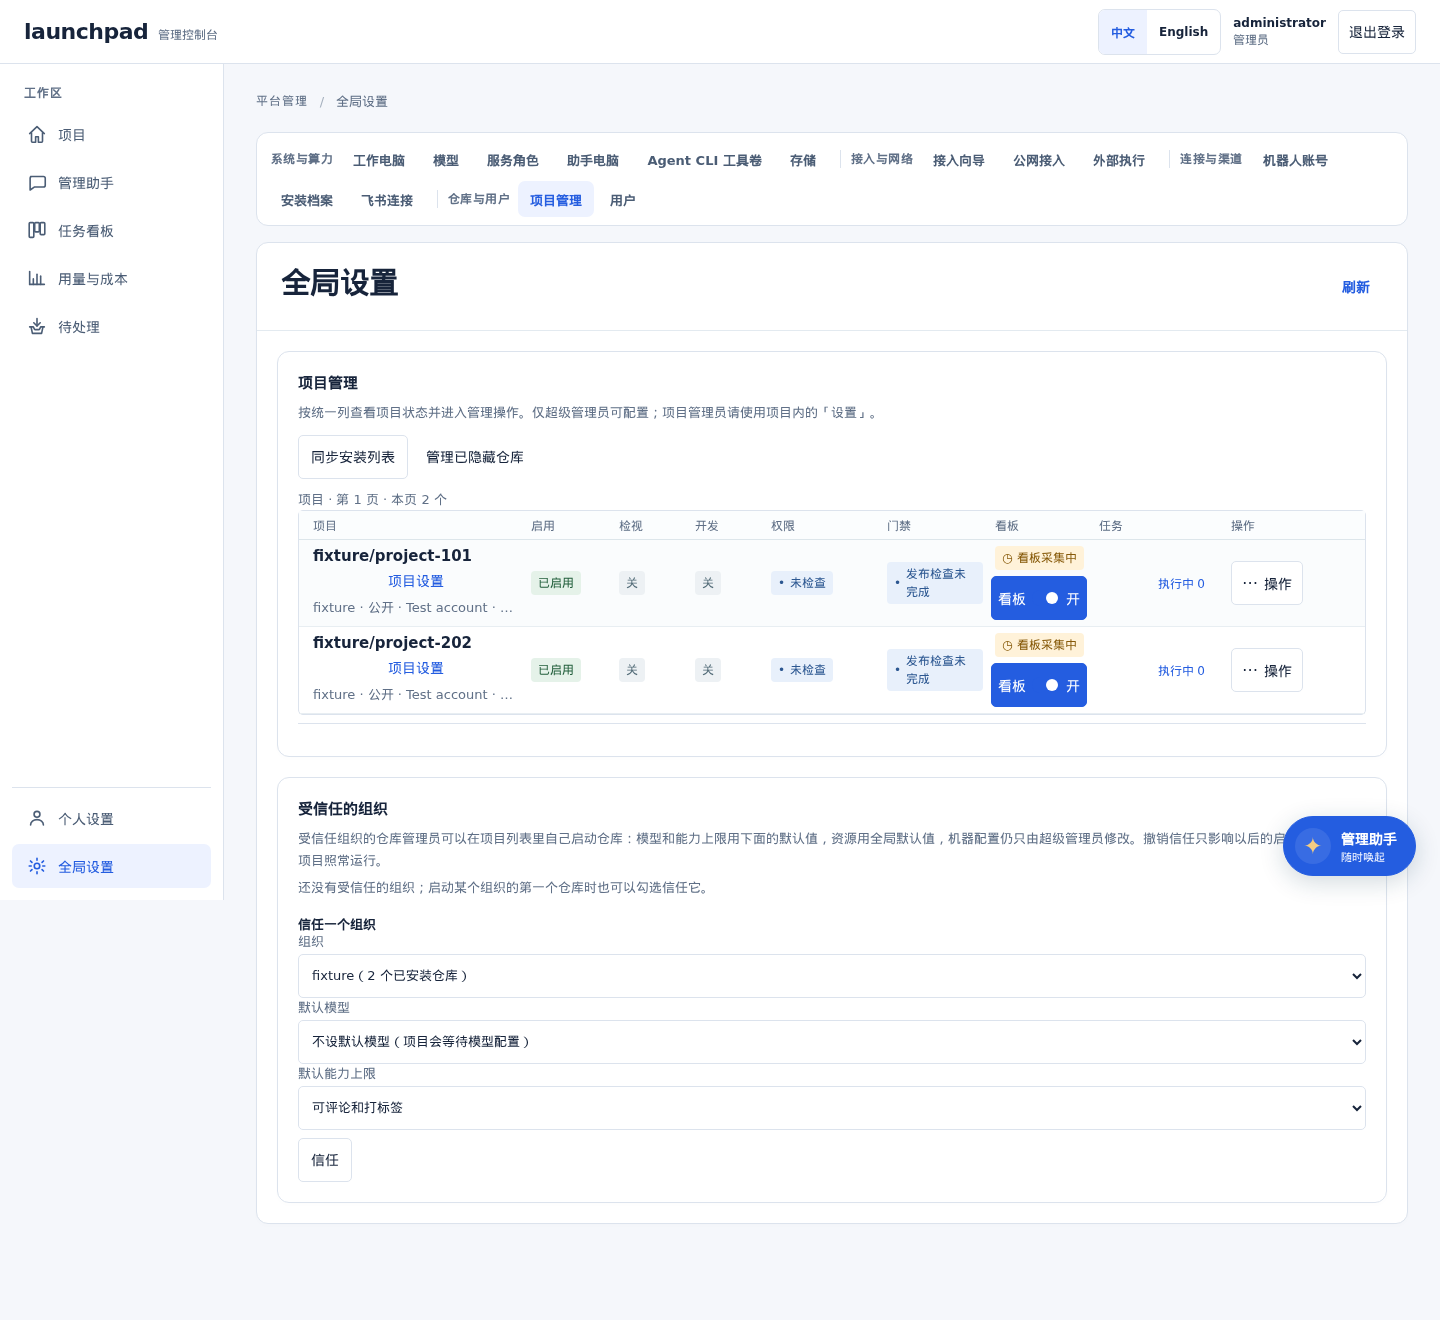 launchpad 管理控制台
中文 English
administrator
管理员
退出登录
工作区
项目
管理助手
任务看板
用量与成本
待处理
个人设置
全局设置
平台管理 / 全局设置
系统与算力 工作电脑 模型 服务角色 助手电脑 Agent CLI 工具卷 存储 接入与网络 接入向导 公网接入 外部执行 连接与渠道 机器人账号
安装档案 飞书连接 仓库与用户 项目管理 用户
全局设置
刷新
项目管理
按统一列查看项目状态并进入管理操作。仅超级管理员可配置；项目管理员请使用项目内的「设置」。
同步安装列表 管理已隐藏仓库
项目 · 第 1 页 · 本页 2 个
项目 启用 检视 开发 权限 门禁 看板 任务 操作
fixture/project-101
项目设置
fixture · 公开 · Test account · …
已启用 关 关 • 未检查
• 发布检查未
完成
◷ 看板采集中
看板 开
执行中 0
··· 操作
fixture/project-202
项目设置
fixture · 公开 · Test account · …
已启用 关 关 • 未检查
• 发布检查未
完成
◷ 看板采集中
看板 开
执行中 0
··· 操作
受信任的组织
受信任组织的仓库管理员可以在项目列表里自己启动仓库：模型和能力上限用下面的默认值，资源用全局默认值，机器配置仍只由超级管理员修改。撤销信任只影响以后的启
项目照常运行。
还没有受信任的组织；启动某个组织的第一个仓库时也可以勾选信任它。
信任一个组织
组织
fixture（2 个已安装仓库）
默认模型
不设默认模型（项目会等待模型配置）
默认能力上限
可评论和打标签
信任
管理助手
随时唤起